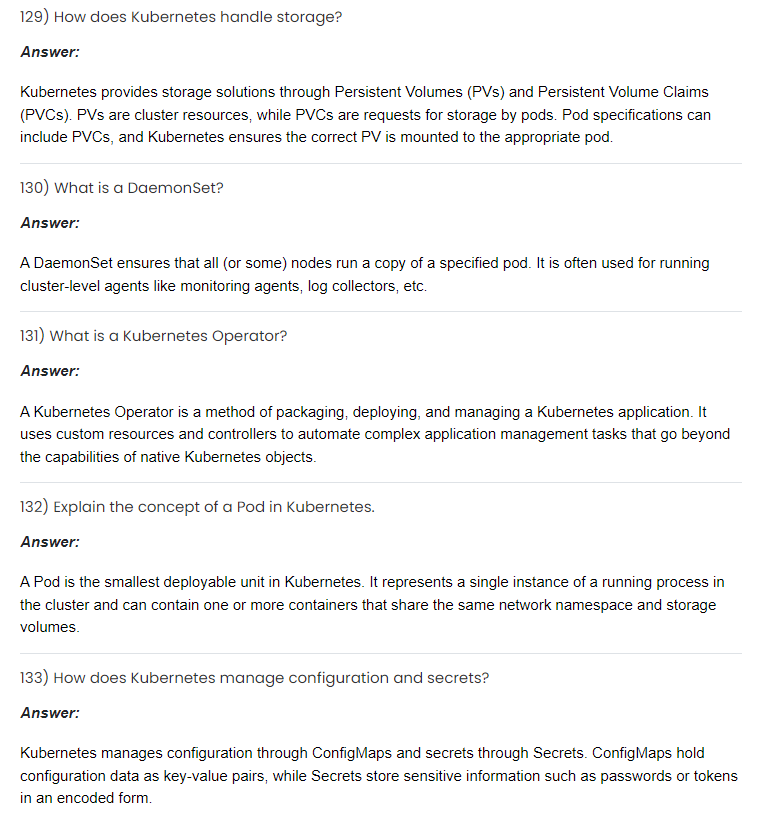 129) How does Kubernetes handle storage?
Answer:
Kubernetes provides storage solutions through Persistent Volumes (PVs) and Persistent Volume Claims
(PVCs). PVs are cluster resources, while PVCs are requests for storage by pods. Pod specifications can
include PVCs, and Kubernetes ensures the correct PV is mounted to the appropriate pod.
130) What is a DaemonSet?
Answer:
A DaemonSet ensures that all (or some) nodes run a copy of a specified pod. It is often used for running
cluster-level agents like monitoring agents, log collectors, etc.
131) What is a Kubernetes Operator?
Answer:
A Kubernetes Operator is a method of packaging, deploying, and managing a Kubernetes application. It
uses custom resources and controllers to automate complex application management tasks that go beyond
the capabilities of native Kubernetes objects.
132) Explain the concept of a Pod in Kubernetes.
Answer:
A Pod is the smallest deployable unit in Kubernetes. It represents a single instance of a running process in
the cluster and can contain one or more containers that share the same network namespace and storage
volumes.
133) How does Kubernetes manage configuration and secrets?
Answer:
Kubernetes manages configuration through ConfigMaps and secrets through Secrets. ConfigMaps hold
configuration data as key-value pairs, while Secrets store sensitive information such as passwords or tokens
in an encoded form.